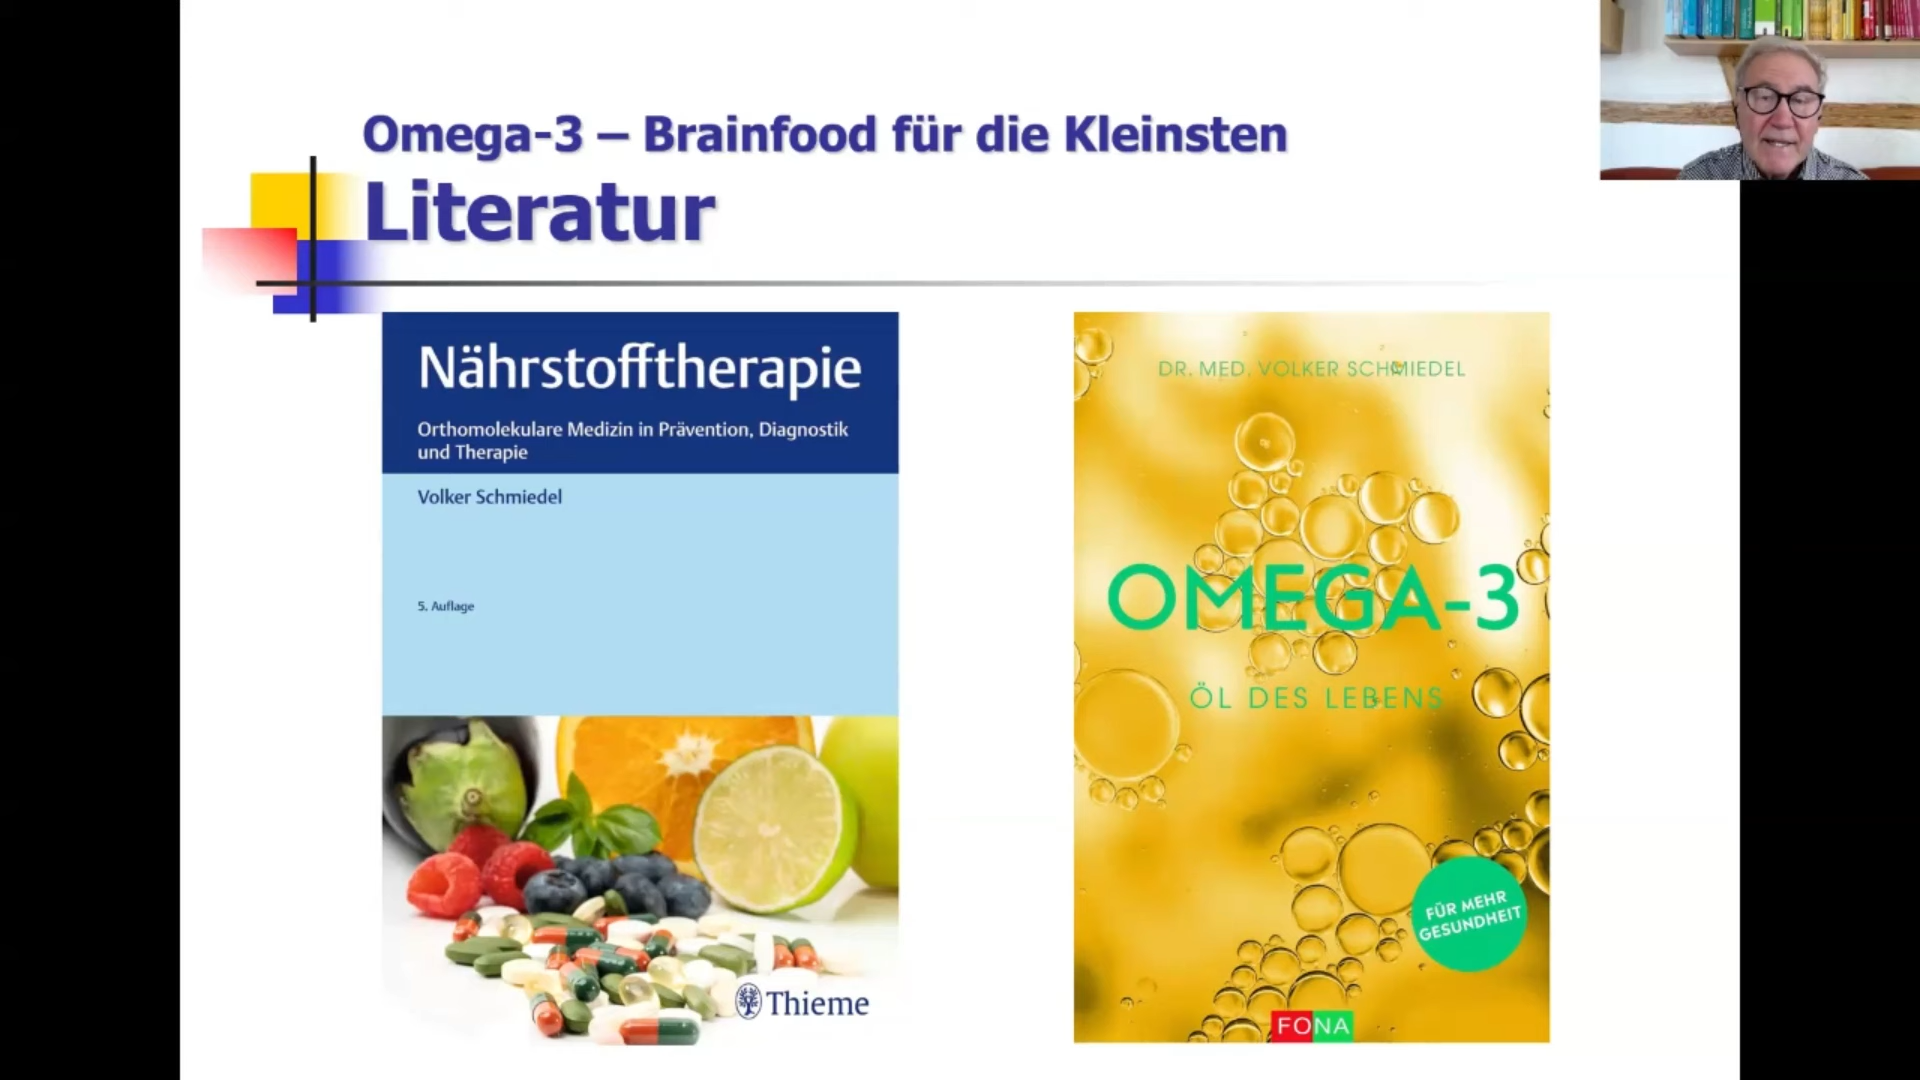 Omega-3 – Brainfood für die Kleinsten
Literatur
Nährstofftherapie
Orthomolekulare Medizin in Prävention, Diagnostik
und Therapie
Volker Schmiedel
5. Auflage
Thieme
DR. MED. VOLKER SCHMIEDEL
OMEGA-3
ÖL DES LEBENS
FÜR MEHR
GESUNDHEIT
FONA